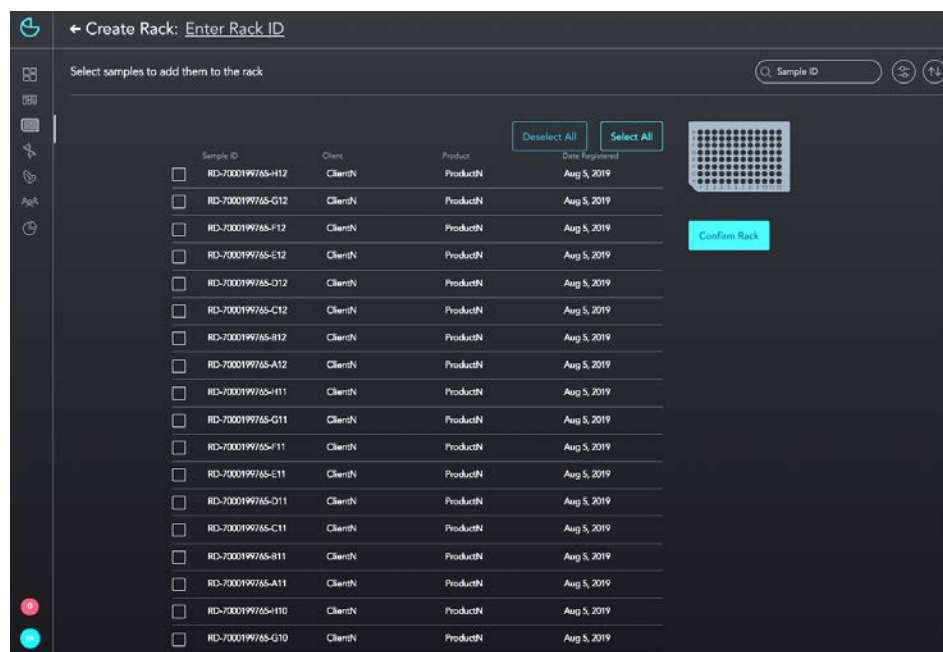 ← Create Rack: Enter Rack ID
Select samples to add them to the rack
Sample ID
Deselect All Select All
Sample ID Client Product Date Registered
RD-7000199765-H12 ClientN ProductN Aug 5, 2019
RD-7000199765-G12 ClientN ProductN Aug 5, 2019
RD-7000199765-F12 ClientN ProductN Aug 5, 2019
Confirm Rack
RD-7000199765-E12 ClientN ProductN Aug 5, 2019
RD-7000199765-D12 ClientN ProductN Aug 5, 2019
RD-7000199765-C12 ClientN ProductN Aug 5, 2019
RD-7000199765-B12 ClientN ProductN Aug 5, 2019
RD-7000199765-A12 ClientN ProductN Aug 5, 2019
RD-7000199765-H11 ClientN ProductN Aug 5, 2019
RD-7000199765-G11 ClientN ProductN Aug 5, 2019
RD-7000199765-F11 ClientN ProductN Aug 5, 2019
RD-7000199765-E11 ClientN ProductN Aug 5, 2019
RD-7000199765-D11 ClientN ProductN Aug 5, 2019
RD-7000199765-C11 ClientN ProductN Aug 5, 2019
RD-7000199765-B11 ClientN ProductN Aug 5, 2019
RD-7000199765-A11 ClientN ProductN Aug 5, 2019
RD-7000199765-H10 ClientN ProductN Aug 5, 2019
0
RD-7000199765-G10 ClientN ProductN Aug 5, 2019